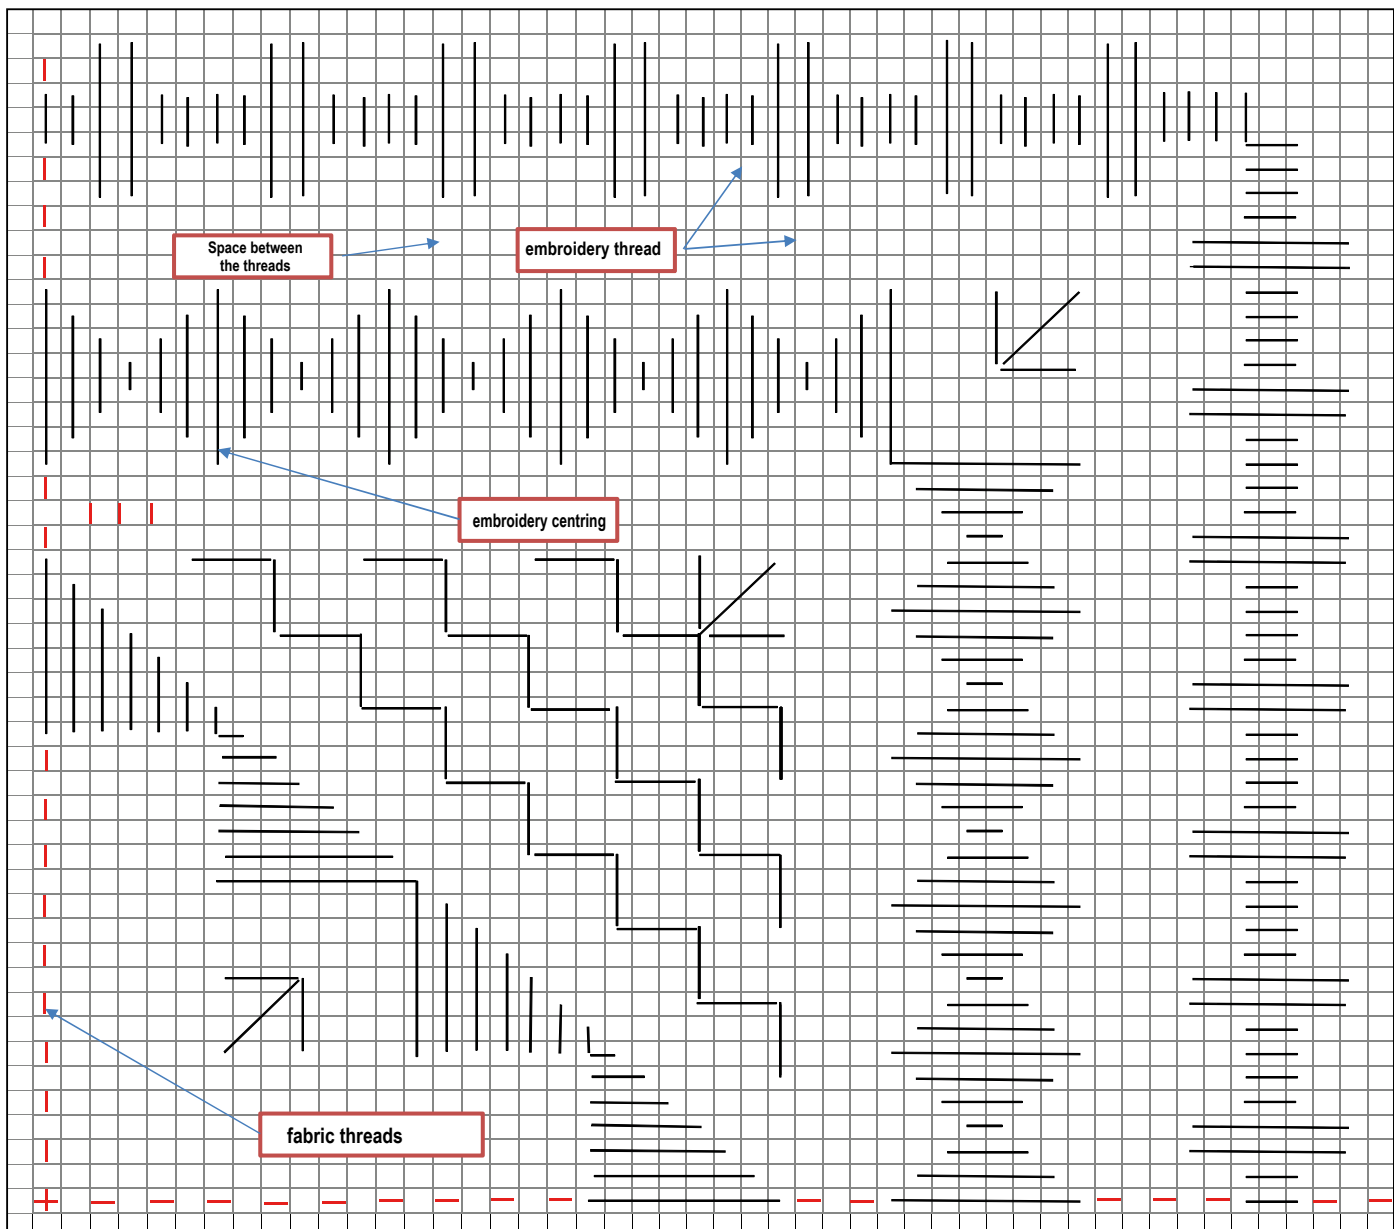 Space between
the threads
embroidery thread
embroidery centring
fabric threads